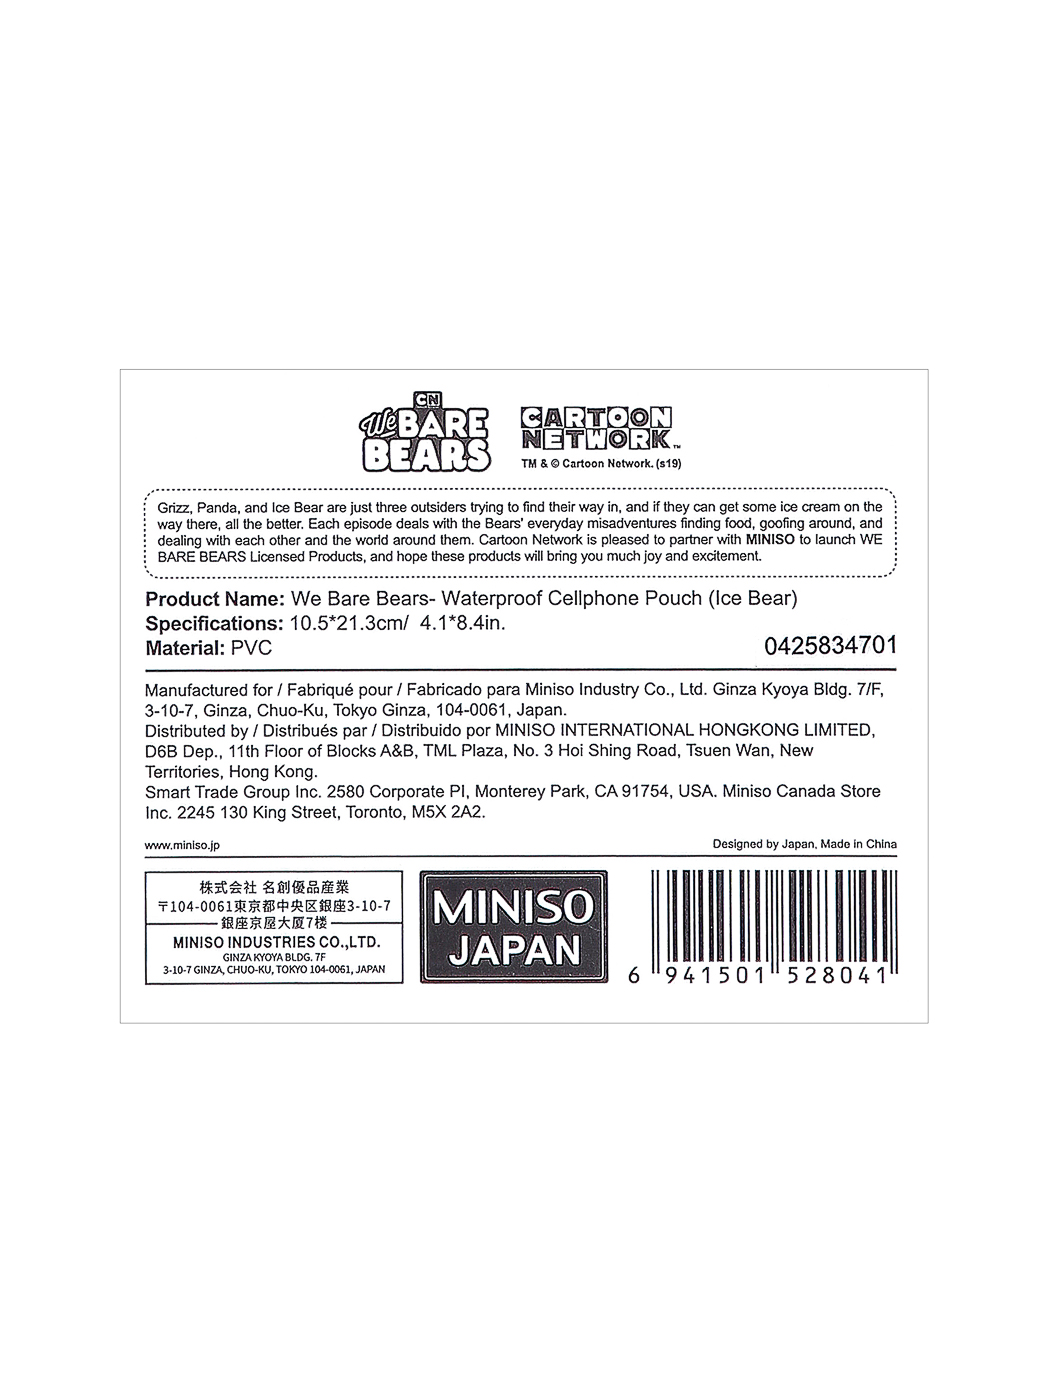 CN
We BARE
BEARS
CARTOON
NETWORK™
TM & © Cartoon Network. (s19)
Grizz, Panda, and Ice Bear are just three outsiders trying to find their way in, and if they can get some ice cream on the
way there, all the better. Each episode deals with the Bears' everyday misadventures finding food, goofing around, and
dealing with each other and the world around them. Cartoon Network is pleased to partner with MINISO to launch WE
BARE BEARS Licensed Products, and hope these products will bring you much joy and excitement.
Product Name: We Bare Bears- Waterproof Cellphone Pouch (Ice Bear)
Specifications: 10.5*21.3cm/ 4.1*8.4in.
Material: PVC
0425834701
Manufactured for / Fabriqué pour / Fabricado para Miniso Industry Co., Ltd. Ginza Kyoya Bldg. 7/F,
3-10-7, Ginza, Chuo-Ku, Tokyo Ginza, 104-0061, Japan.
Distributed by / Distribués par / Distribuido por MINISO INTERNATIONAL HONGKONG LIMITED,
D6B Dep., 11th Floor of Blocks A&B, TML Plaza, No. 3 Hoi Shing Road, Tsuen Wan, New
Territories, Hong Kong.
Smart Trade Group Inc. 2580 Corporate Pl, Monterey Park, CA 91754, USA. Miniso Canada Store
Inc. 2245 130 King Street, Toronto, M5X 2A2.
www.miniso.jp
Designed by Japan, Made in China
株式会社 名創優品産業
〒104-0061東京都中央区銀座3-10-7
銀座京屋大厦7楼
MINISO INDUSTRIES CO.,LTD.
GINZA KYOYA BLDG. 7F
3-10-7 GINZA, CHUO-KU, TOKYO 104-0061, JAPAN
MINISO
JAPAN
6 941501 528041